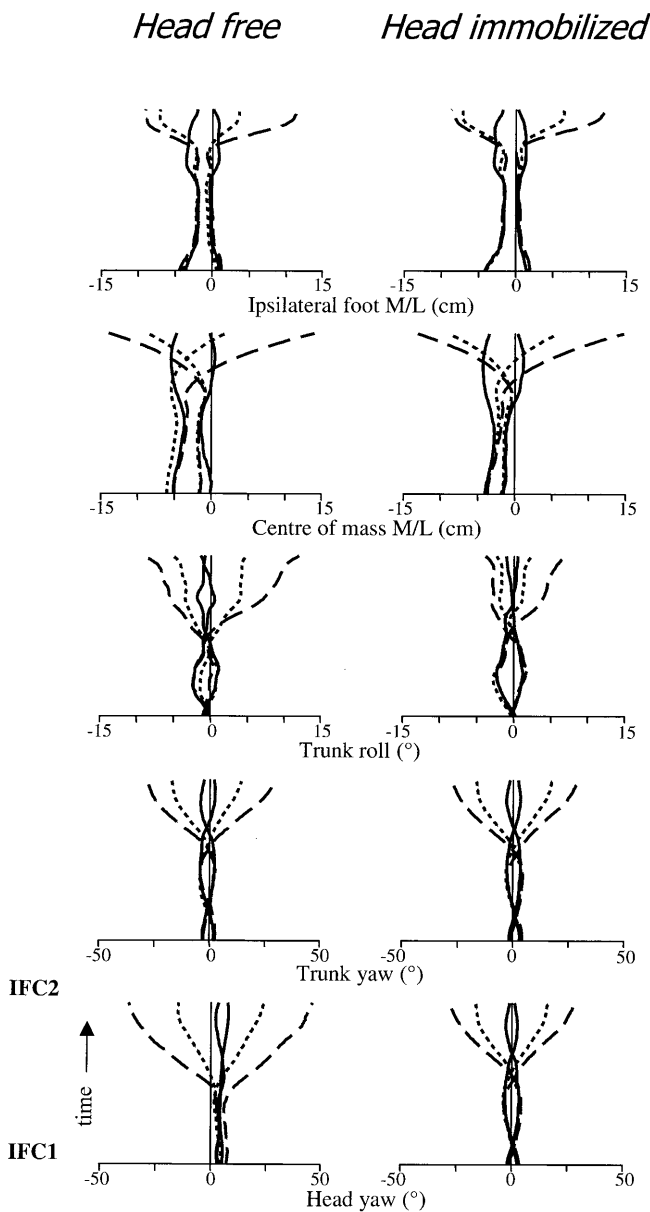 Head free Head immobilized
-15 0 15 -15 0 15
Ipsilateral foot M/L (cm)
-15 0 15 -15 0 15
Centre of mass M/L (cm)
-15 0 15 -15 0 15
Trunk roll (°)
-50 0 50 -50 0 50
Trunk yaw (°)
IFC2
time
IFC1
-50 0 50 -50 0 50
Head yaw (°)